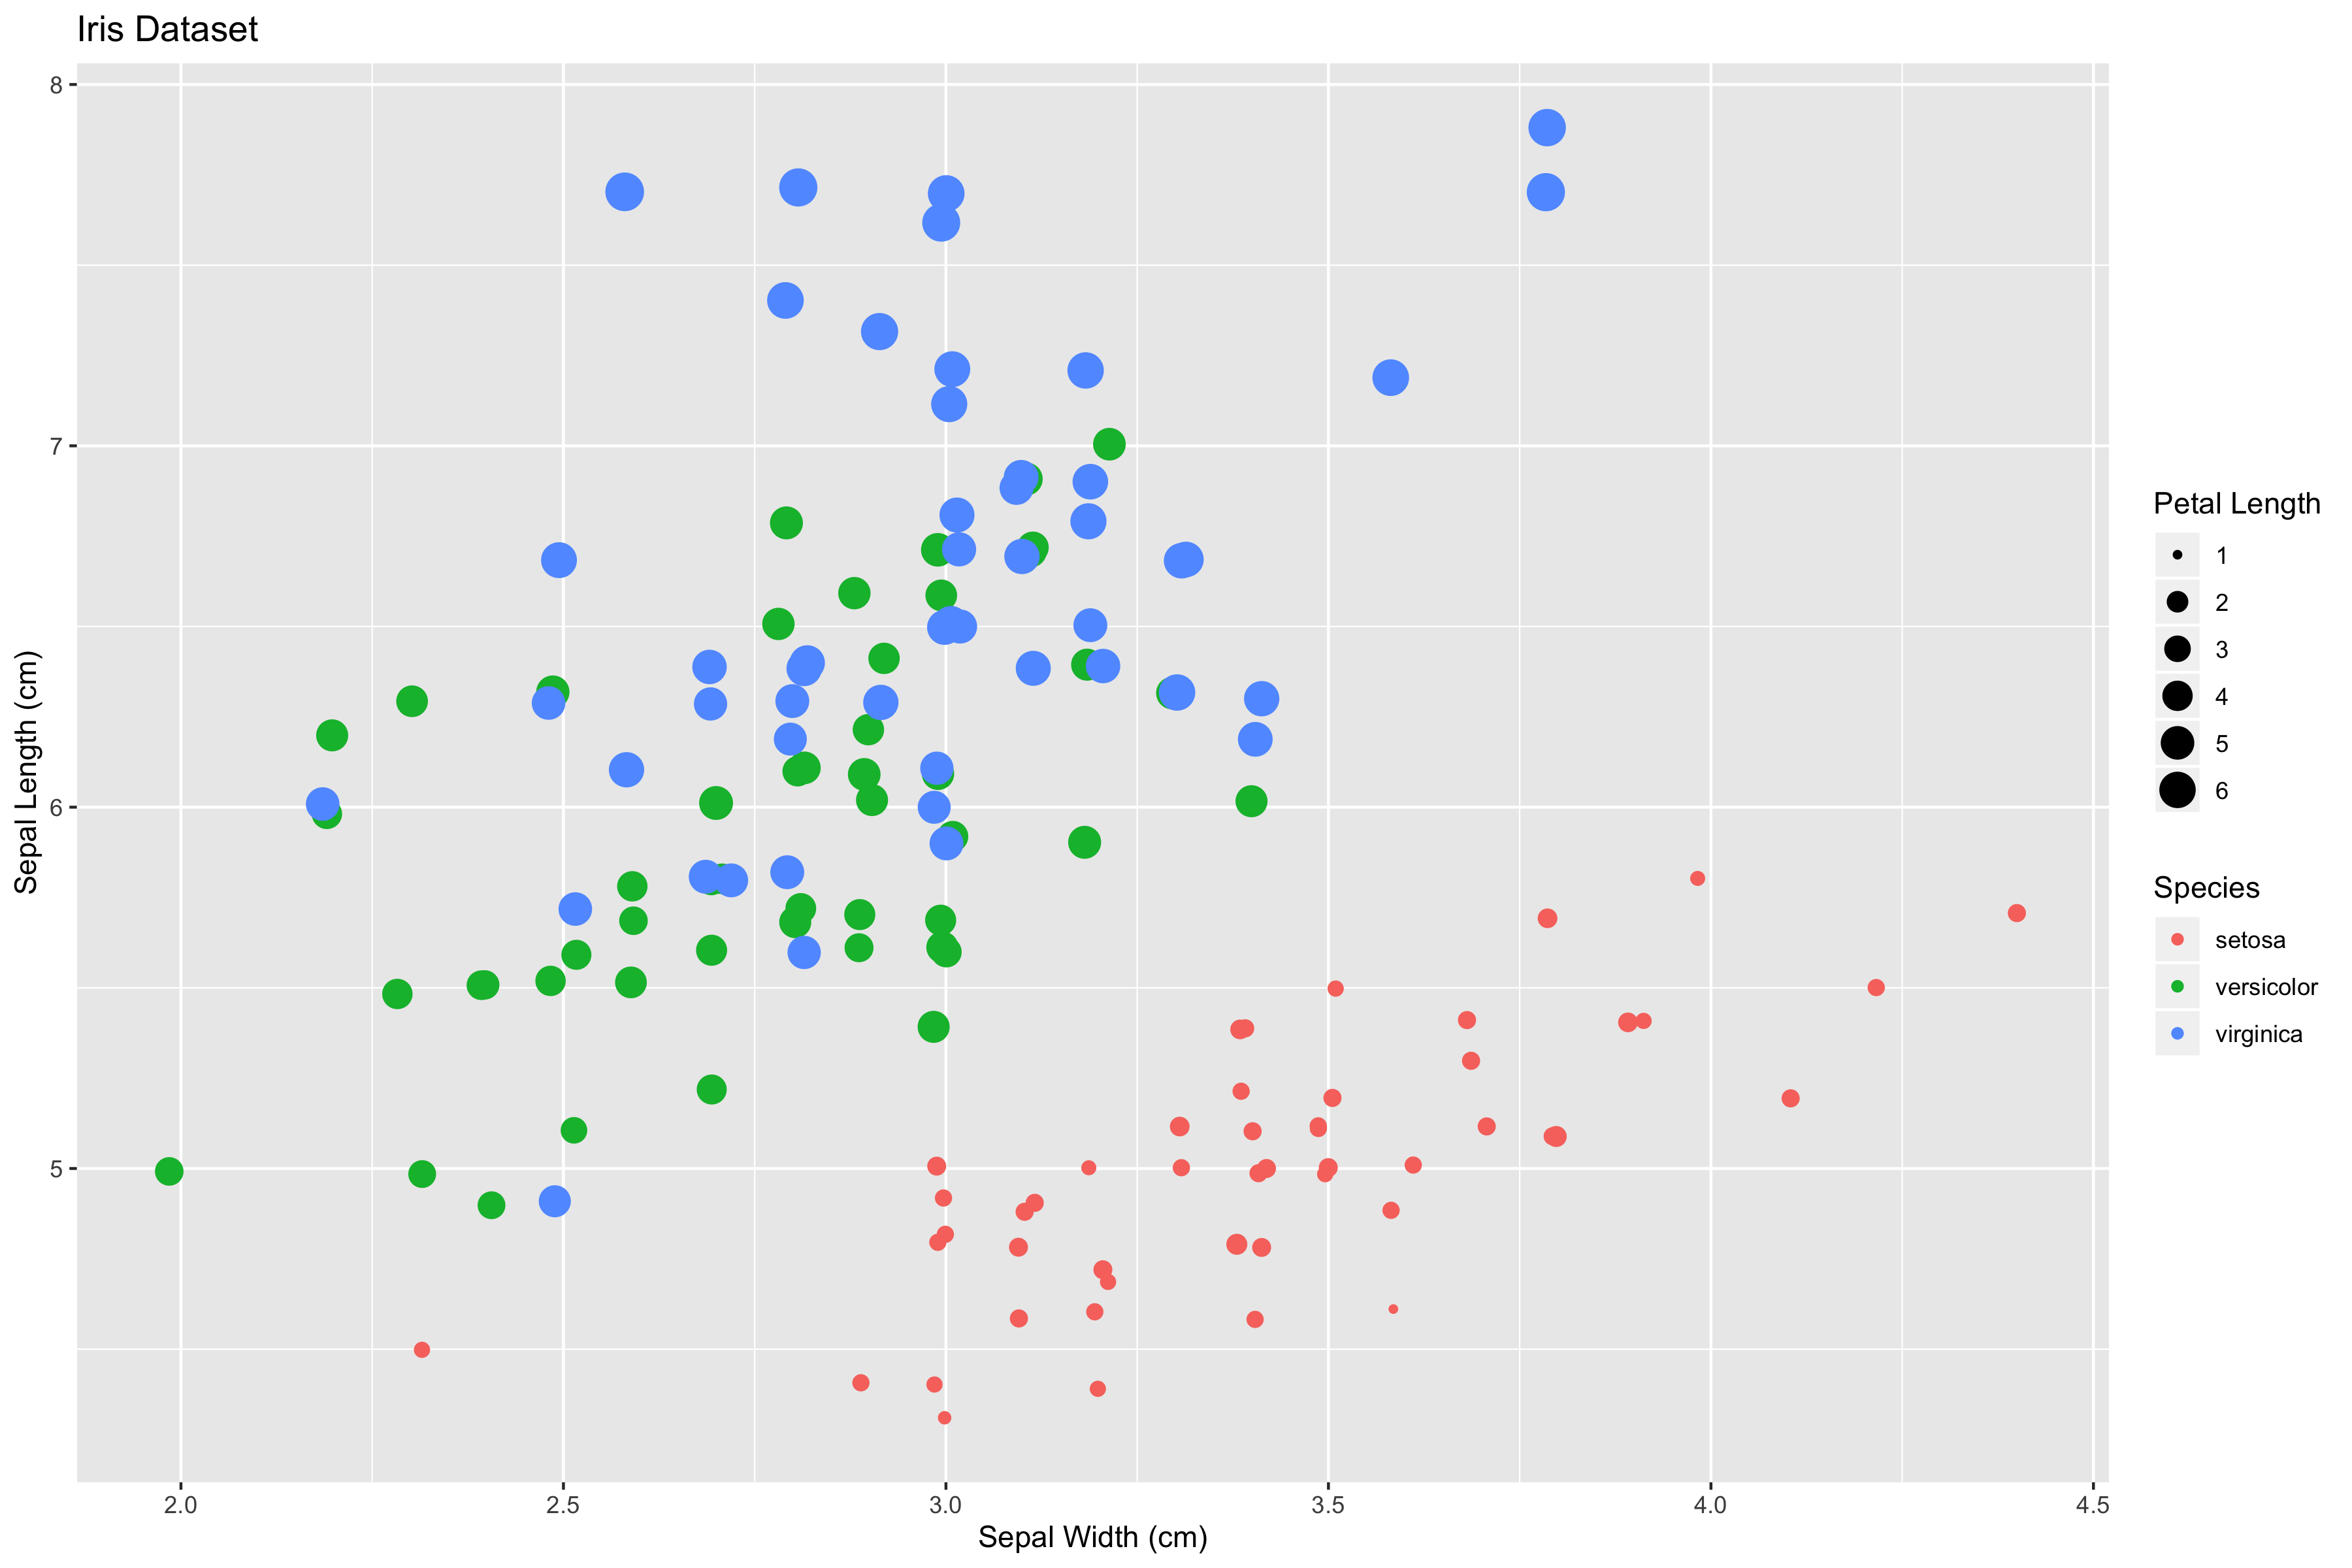 Iris Dataset
8
7
6
5
Sepal Length (cm)
2.0 2.5 3.0 3.5 4.0 4.5
Sepal Width (cm)
Petal Length
1
2
3
4
5
6
Species
setosa
versicolor
virginica